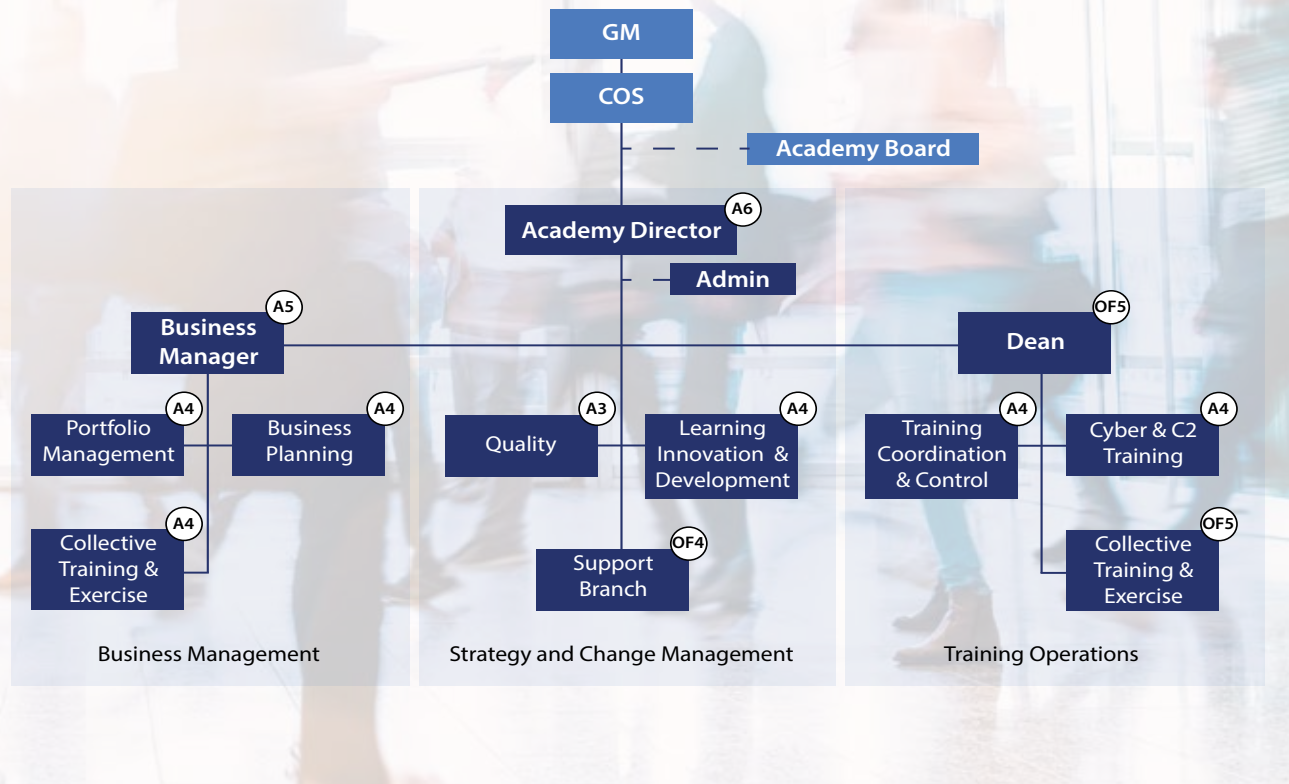 GM
COS
Academy Board
A6
Academy Director
Admin
A5
Business
Manager
OF5
Dean
A4
Portfolio
Management
A4
Business
Planning
A4
Collective
Training &
Exercise
A3
Quality
A4
Learning
Innovation &
Development
OF4
Support
Branch
A4
Training
Coordination
& Control
A4
Cyber & C2
Training
OF5
Collective
Training &
Exercise
Business Management
Strategy and Change Management
Training Operations